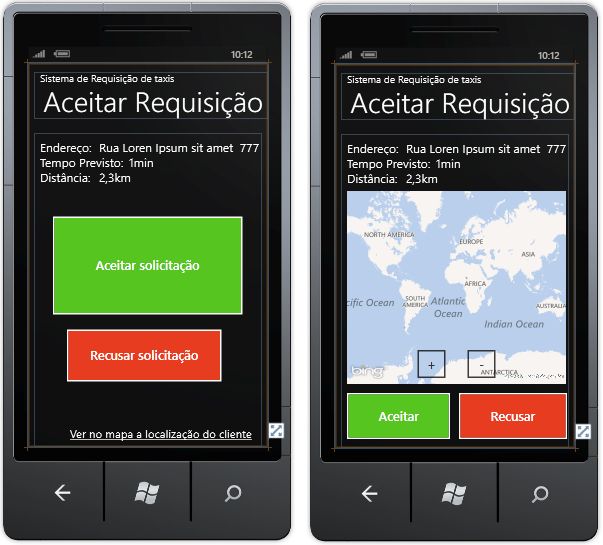 10:12
Sistema de Requisição de taxis
Aceitar Requisição
Endereço: Rua Loren Ipsum sit amet 777
Tempo Previsto: 1min
Distância: 2,3km
Aceitar solicitação
Recusar solicitação
Ver no mapa a localização do cliente
10:12
Sistema de Requisição de taxis
Aceitar Requisição
Endereço: Rua Loren Ipsum sit amet 777
Tempo Previsto: 1min
Distância: 2,3km
NORTH AMERICA
EUROPE
ASIA
AFRICA
SOUTH
AMERICA
cific Ocean
Atlantic
Ocean
AUSTRALIA
Indian Ocean
+ -
ANTARCTICA
bing
Aceitar Recusar